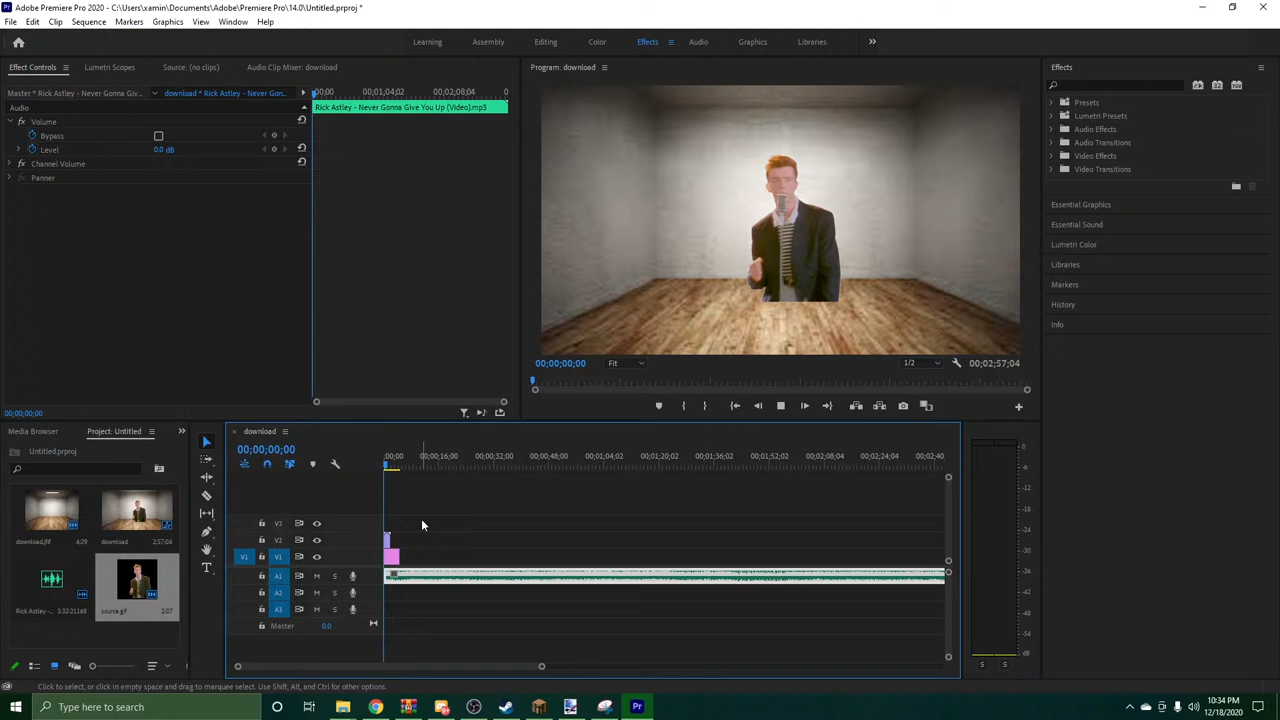 Adobe Premiere Pro 2020 - C:\Users\xamin\Documents\Adobe\Premiere Pro\14.0\Untitled.prproj *
File Edit Clip Sequence Markers Graphics View Window Help
Learning Assembly Editing Color Effects Audio Graphics Libraries
Effect Controls Lumetri Scopes Source: (no clips) Audio Clip Mixer: download
Program: download
Effects
Master * Rick Astley - Never Gonna Giv... download * Rick Astley - Never Gon...
;00;00 00;01;04;02 00;02;08;04 0
Audio
Rick Astley - Never Gonna Give You Up (Video).mp3
fx Volume
Bypass
Level 0.0 dB
fx Channel Volume
fx Panner
Presets
Lumetri Presets
Audio Effects
Audio Transitions
Video Effects
Video Transitions
Essential Graphics
Essential Sound
Lumetri Color
Libraries
Markers
History
Info
00;00;00;00 Fit 1/2 00;02;57;04
00;00;00;00
Media Browser Project: Untitled
Untitled.prproj
download.jfif 4;29
download 2;57;04
Rick Astley - ... 3:32:21168
source.gif 2;07
download
00;00;00;00
;00;00 00;00;16;00 00;00;32;00 00;00;48;00 00;01;04;02 00;01;20;02 00;01;36;02 00;01;52;02 00;02;08;04 00;02;24;04 00;02;40
V3
V2
V1 V1
A1 M S
A2 M S
A3 M S
Master 0.0
0
-6
-12
-18
-24
-30
-36
-42
-48
-54
dB
S S
Click to select, or click in empty space and drag to marquee select. Use Shift, Alt, and Ctrl for other options.
Type here to search
Pr
10:34 PM
12/18/2020